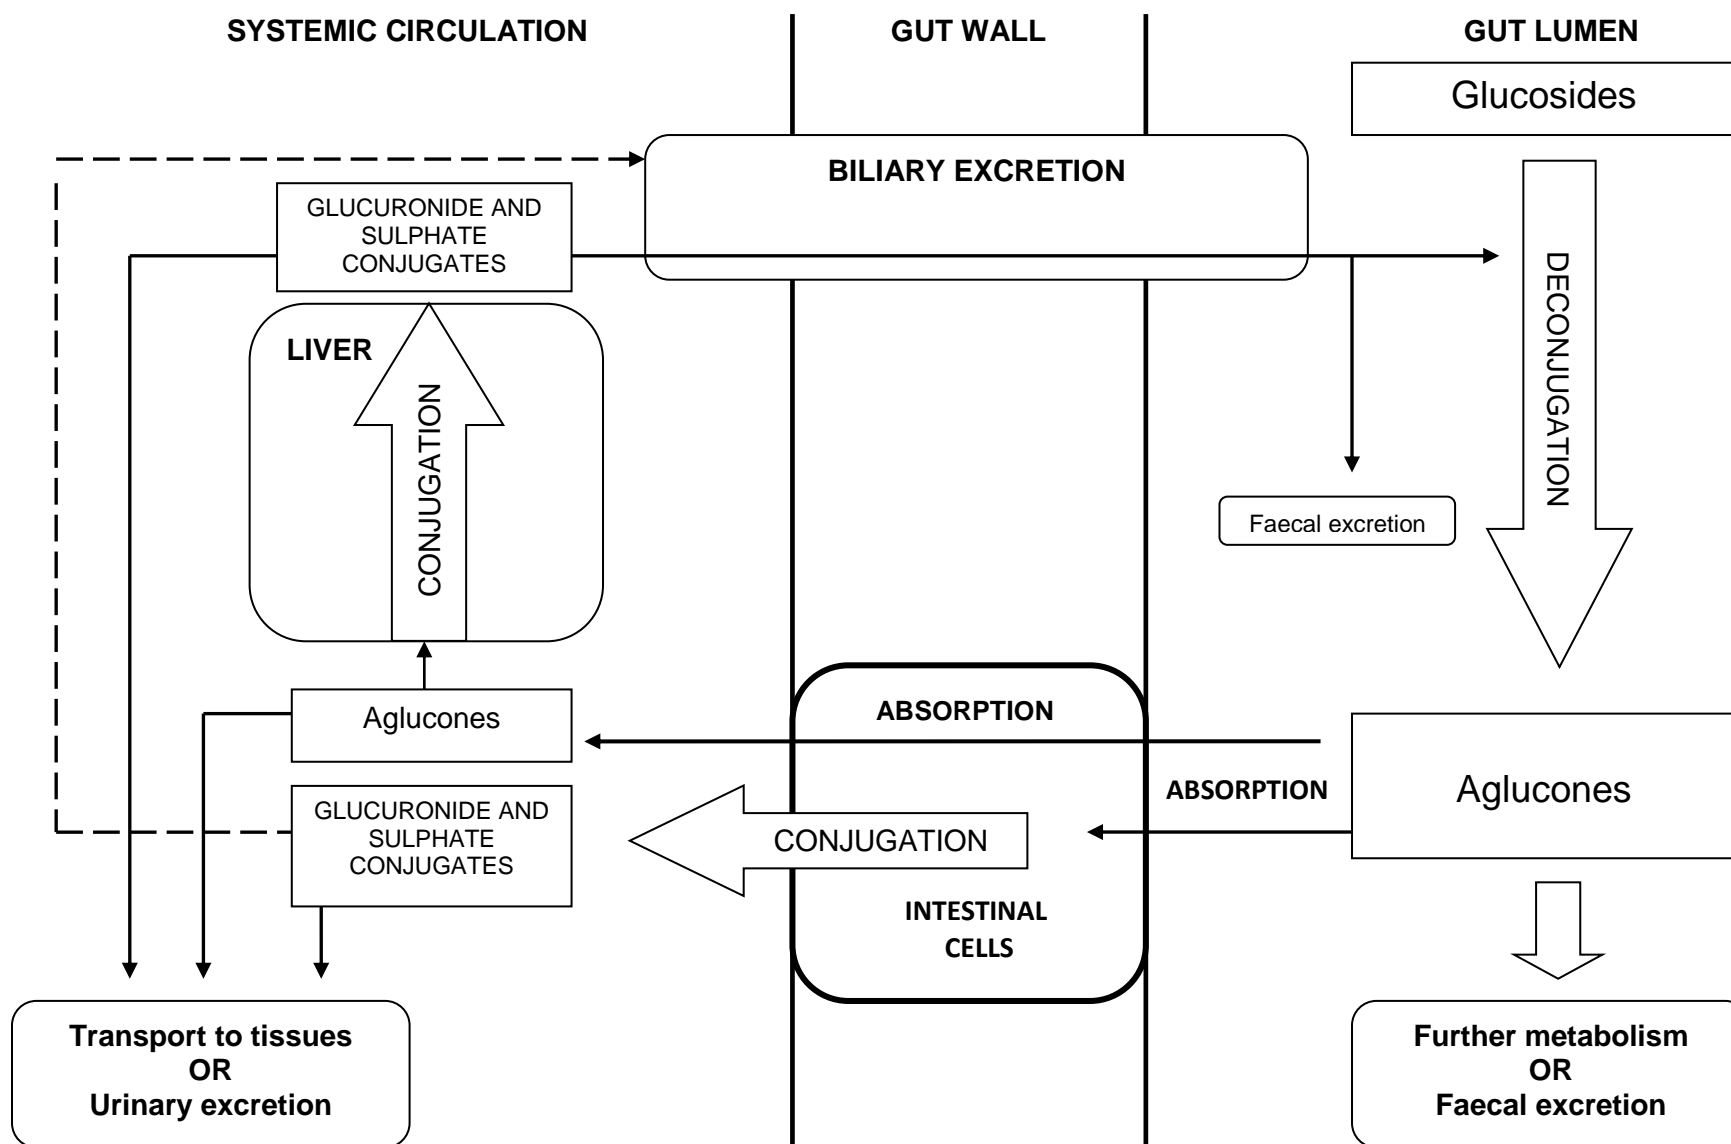 SYSTEMIC CIRCULATION
GUT WALL
GUT LUMEN
Glucosides
BILIARY EXCRETION
GLUCURONIDE AND
SULPHATE
CONJUGATES
DECONJUGATION
LIVER
CONJUGATION
Faecal excretion
Aglucones
ABSORPTION
ABSORPTION
Aglucones
GLUCURONIDE AND
SULPHATE
CONJUGATES
CONJUGATION
INTESTINAL
CELLS
Transport to tissues
OR
Urinary excretion
Further metabolism
OR
Faecal excretion